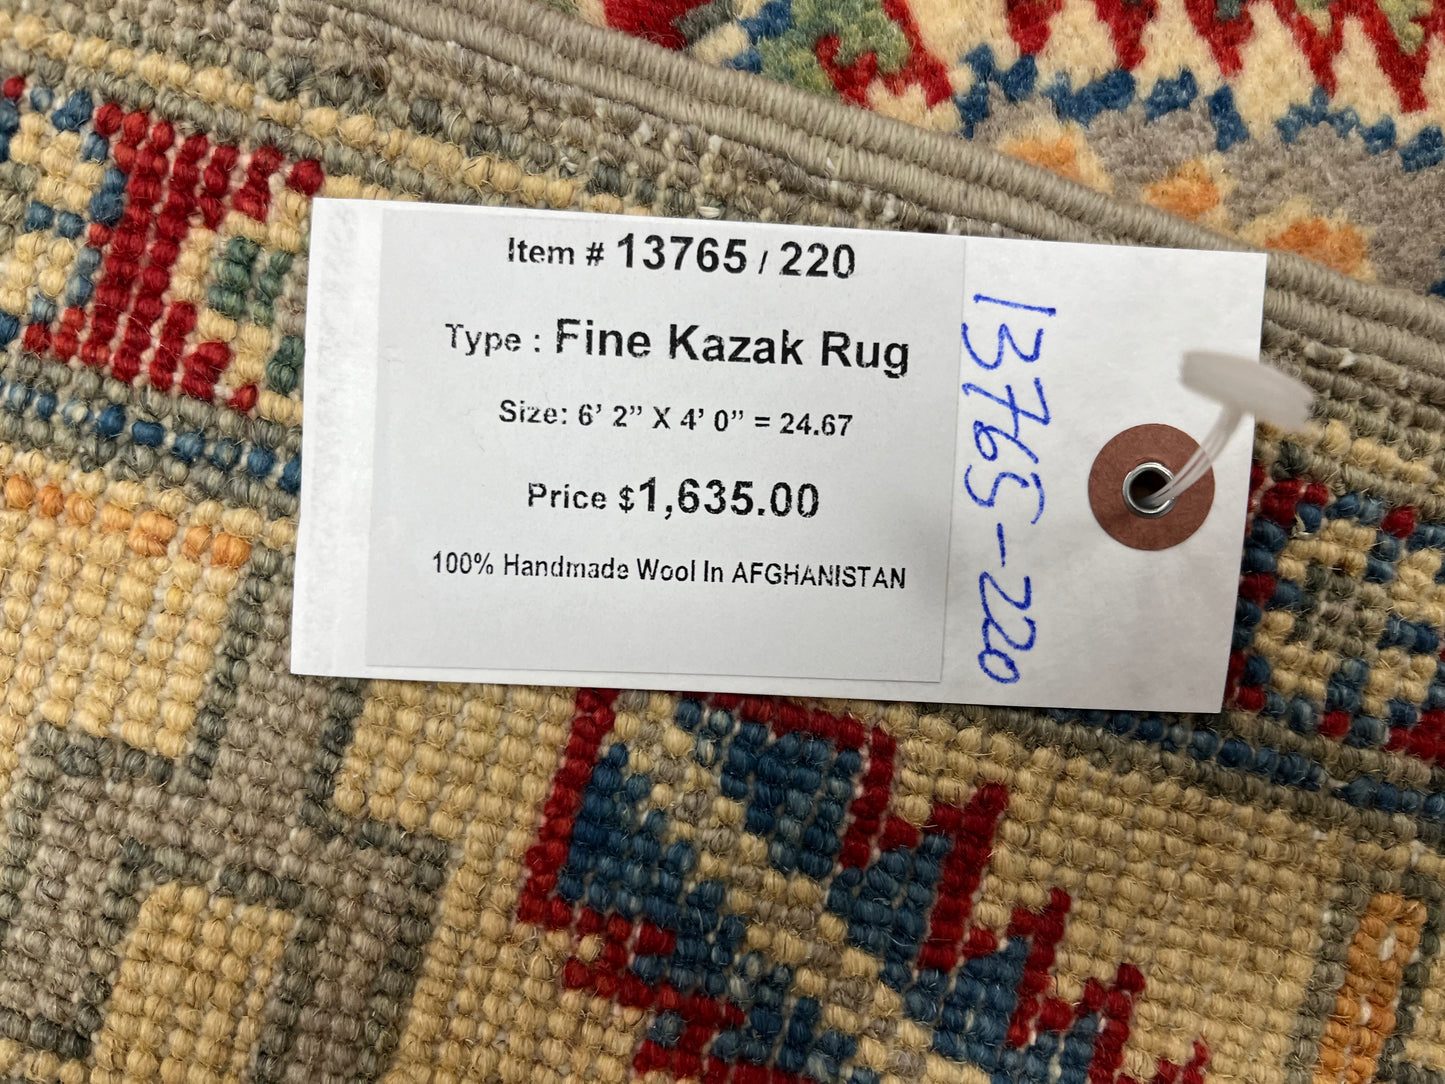 Item # 13765 / 220
Type : Fine Kazak Rug
Size: 6’ 2” X 4’ 0” = 24.67
Price $1,635.00
100% Handmade Wool In AFGHANISTAN
13765-220